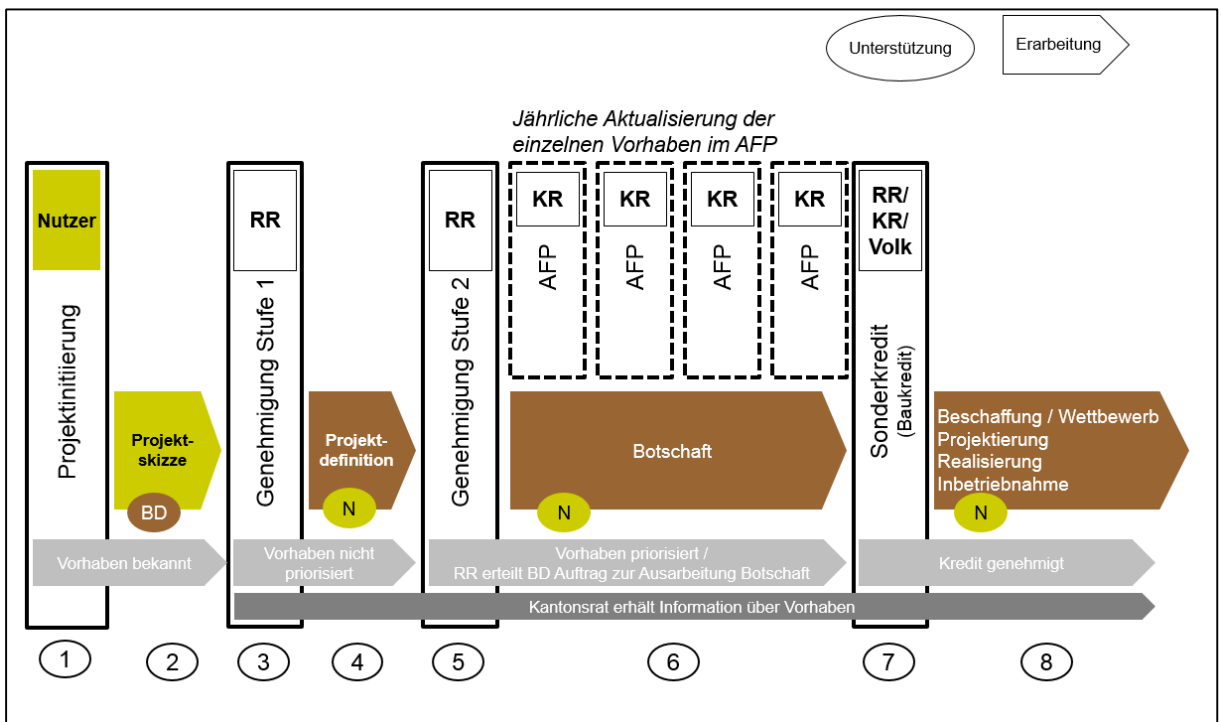 Unterstützung
Erarbeitung
Jährliche Aktualisierung der
einzelnen Vorhaben im AFP
Nutzer
Projektinitiierung
RR
Genehmigung Stufe 1
RR
Genehmigung Stufe 2
KR
AFP
KR
AFP
KR
AFP
KR
AFP
RR/
KR/
Volk
Sonderkredit
(Baukredit)
Projekt-
skizze
BD
Projekt-
definition
N
Botschaft
N
Beschaffung / Wettbewerb
Projektierung
Realisierung
Inbetriebnahme
N
Vorhaben bekannt
Vorhaben nicht
priorisiert
Vorhaben priorisiert /
RR erteilt BD Auftrag zur Ausarbeitung Botschaft
Kredit genehmigt
Kantonsrat erhält Information über Vorhaben
1
2
3
4
5
6
7
8